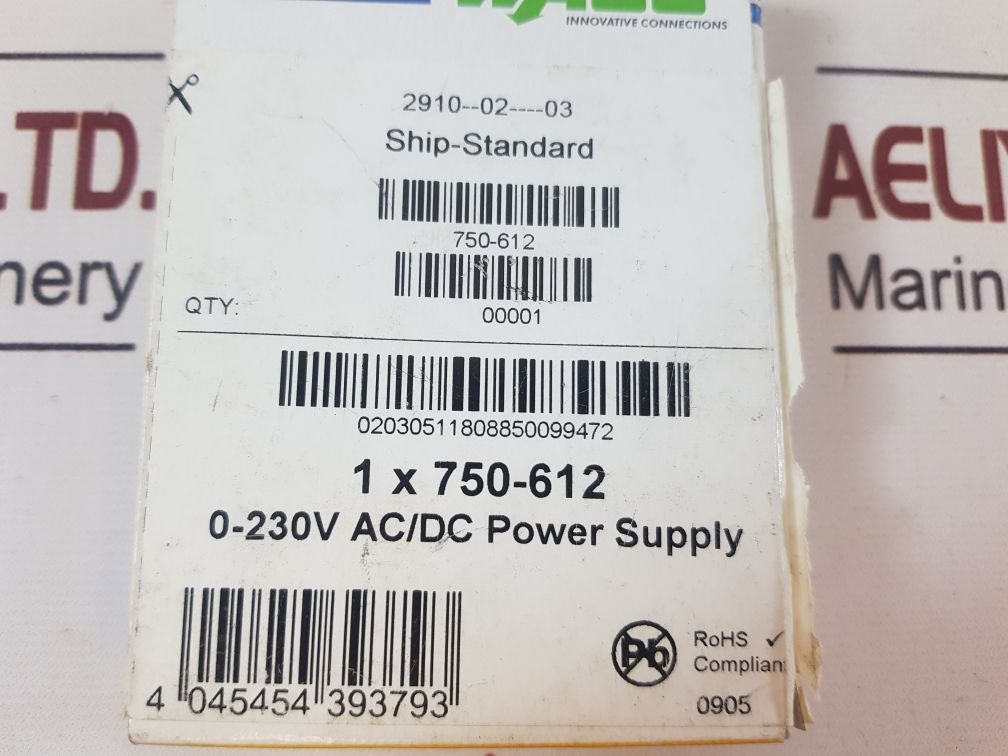 INNOVATIVE CONNECTIONS
2910--02----03
Ship-Standard
750-612
QTY:
00001
02030511808850099472
1 x 750-612
0-230V AC/DC Power Supply
4 045454 393793
Pb
RoHS ✓
Complian
0905
LTD.
nery
AELI
Marin